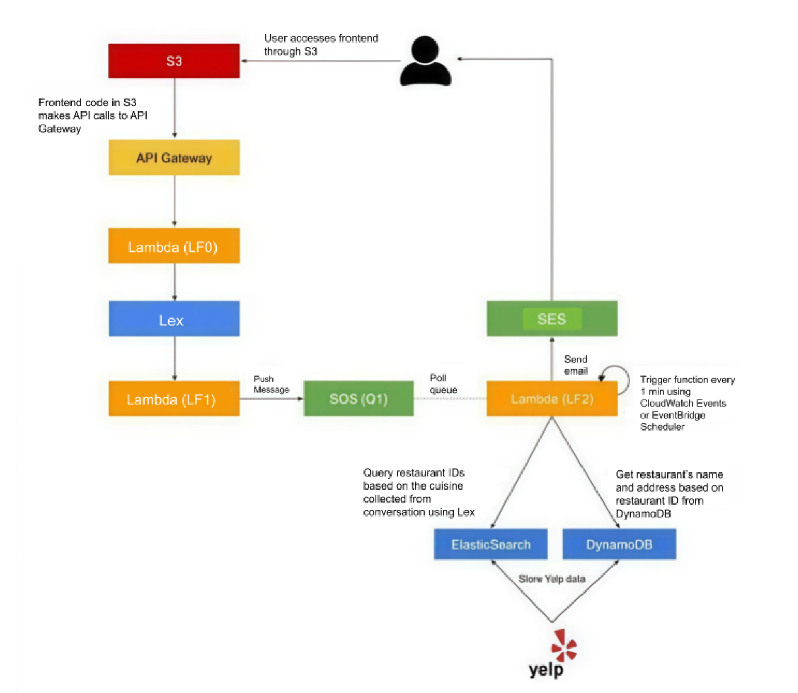 User accesses frontend
through S3
S3
Frontend code in S3
makes API calls to API
Gateway
API Gateway
Lambda (LF0)
Lex
SES
Send
email
Lambda (LF1)
Push
Message
SOS (Q1)
Poll
queue
Lambda (LF2)
Trigger function every
1 min using
CloudWatch Events
or EventBridge
Scheduler
Query restaurant IDs
based on the cuisine
collected from
conversation using Lex
Get restaurant's name
and address based on
restaurant ID from
DynamoDB
ElasticSearch
DynamoDB
Slorw Yelp data
yelp